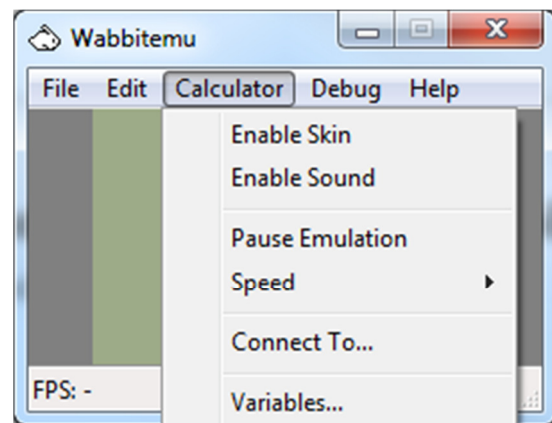 Wabbitemu
File Edit Calculator Debug Help
Enable Skin
Enable Sound
Pause Emulation
Speed
Connect To...
FPS: -
Variables...